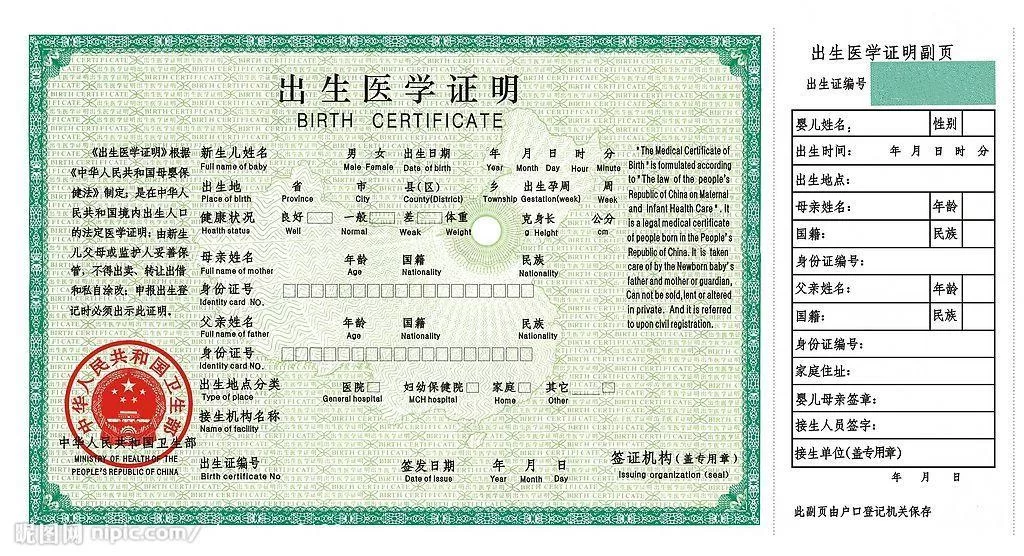 出生医学证明
BIRTH CERTIFICATE
《出生医学证明》根据
《中华人民共和国母婴保
健法》制定,是在中华人
民共和国境内出生人口
的法定医学证明;由新生
儿父母或监护人妥善保
管,不得出卖、转让出借
和私自涂改;申报出生登
记时必须出示此证明。
新生儿姓名 男 女 出生日期 年 月 日 时 分
Full name of baby Male Female Date of birth Year Month Day Hour Minute
出生地 省 市 县(区) 乡 出生孕周 周
Place of birth Province City County(District) Township Gestation(week) Week
健康状况 良好 一般 差 体重 克身长 公分
Health status Well Normal Weak Weight g Height cm
母亲姓名 年龄 国籍 民族
Full name of mother Age Nationality Nationality
身份证号
Identity card NO.
父亲姓名 年龄 国籍 民族
Full name of father Age Nationality Nationality
身份证号
Identity card NO.
出生地点分类 医院 妇幼保健院 家庭 其它
Type of place General hospital MCH hospital Home Other
接生机构名称
Name of facility
出生证编号 签发日期 年 月 日 签证机构(盖专用章)
Birth certificate No Date of issue Year Month Day Issuing organization (seal)
"The Medical Certificate of
Birth" is formulated according
to "The law of the people's
Republic of China on Maternal
and Infant Health Care". It
is a legal medical certificate
of people born in the People's
Republic of China. It is taken
care of by the Newborn baby's
father and mother or guardian,
Can not be sold,lent or altered
in private. And it is referred
to upon civil registration.
中华人民共和国卫生部
中华人民共和国卫生部
MINISTRY OF HEALTH OF THE
PEOPLE'S REPUBLIC OF CHINA
出生医学证明副页
出生证编号
婴儿姓名: 性别
出生时间: 年 月 日 时 分
出生地点:
母亲姓名: 年龄
国籍: 民族
身份证编号:
父亲姓名: 年龄
国籍: 民族
身份证编号:
家庭住址:
婴儿母亲签章:
接生人员签字:
接生单位(盖专用章)
年 月 日
此副页由户口登记机关保存
昵图网 nipic.com/